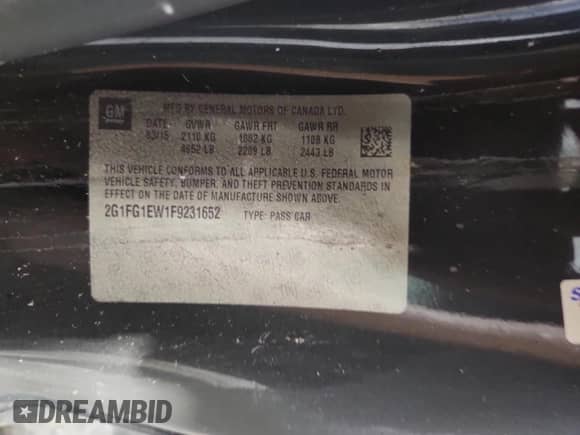 GM
MFD BY GENERAL MOTORS OF CANADA LTD.
DATE GVWR GAWR FRT GAWR RR
03/15 2110 KG 1002 KG 1108 KG
4652 LB 2209 LB 2443 LB
THIS VEHICLE CONFORMS TO ALL APPLICABLE U.S. FEDERAL MOTOR
VEHICLE SAFETY, BUMPER, AND THEFT PREVENTION STANDARDS IN
EFFECT ON THE DATE OF MANUFACTURE SHOWN ABOVE.
2G1FG1EW1F9231652 TYPE: PASS CAR
DREAMBID